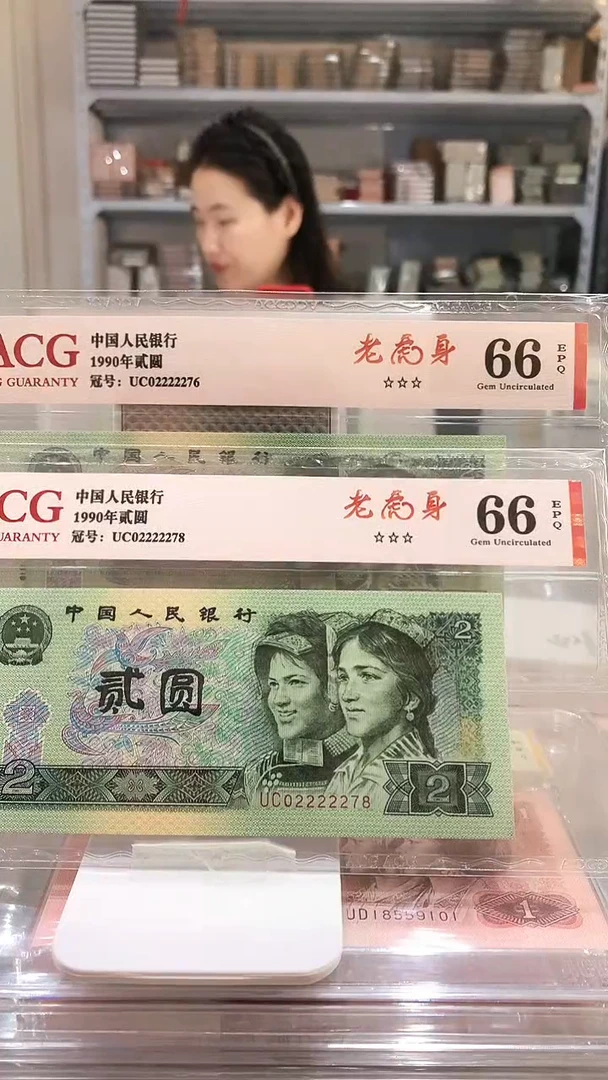 ACG
G GUARANTY
中国人民银行
1990年贰圆
冠号：UC02222276
老虎身
☆☆☆
66
EPQ
Gem Uncirculated
中国人民银行
CG
UARANTY
中国人民银行
1990年贰圆
冠号：UC02222278
老虎身
☆☆☆
66
EPQ
Gem Uncirculated
中国人民银行
贰圆
2
2
2
UC02222278
UD18559101
1